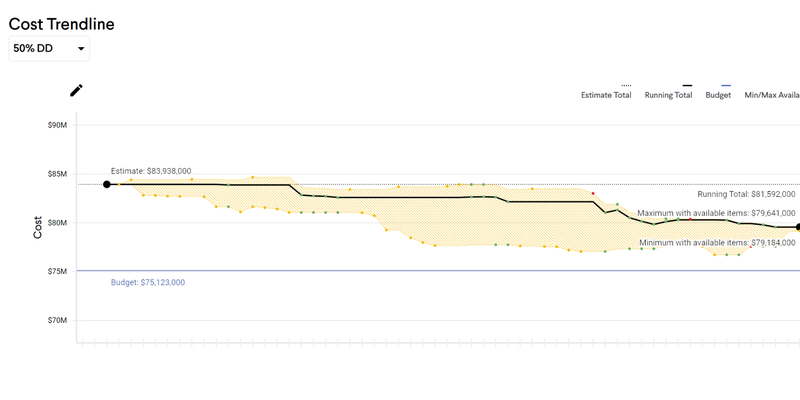 Cost Trendline
50% DD
Estimate Total Running Total Budget Min/Max Availa
$90M
Estimate: $83,938,000
$85M
Running Total: $81,592,000
Maximum with available items: $79,641,000
$80M
Cost
Minimum with available items: $79,184,000
$75M
Budget: $75,123,000
$70M